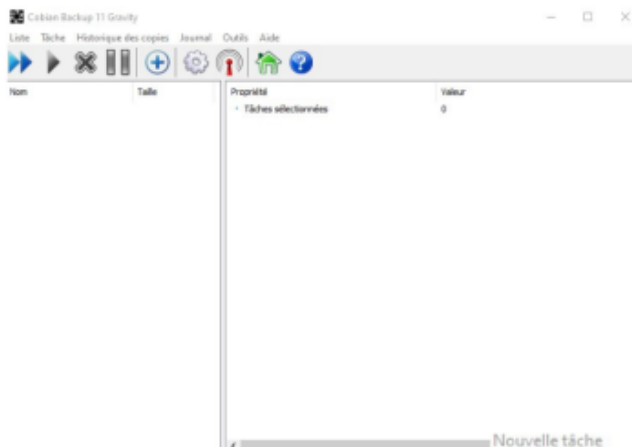 Cobian Backup 11 Gravity
Liste Tâche Historique des copies Journal Outils Aide
Nom Taille Propriété Valeur
Tâches sélectionnées 0
Nouvelle tâche